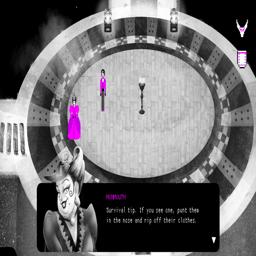 Survival tip. If you see one, punt them
in the nose and rip off their clothes.